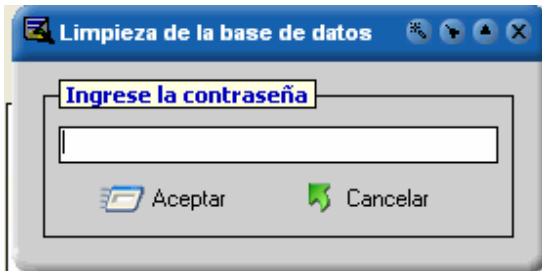 Limpieza de la base de datos
Ingrese la contraseña
Aceptar Cancelar